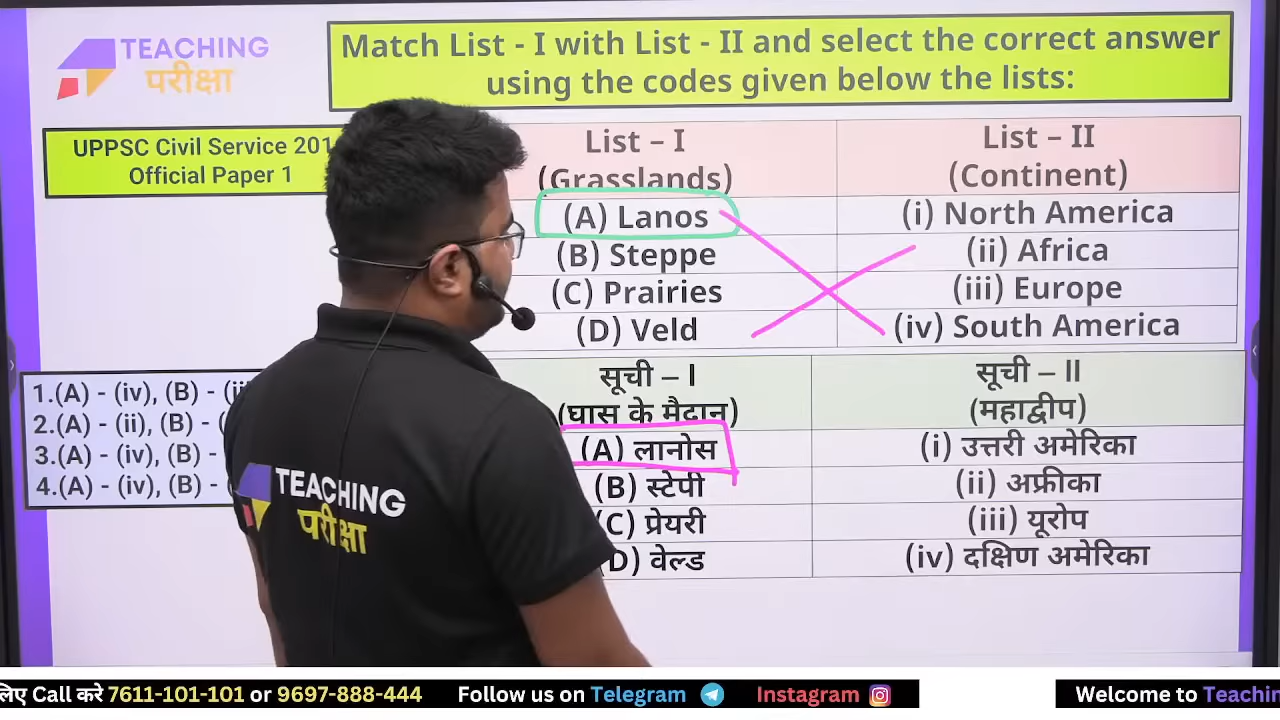 TEACHING
परीक्षा
Match List - I with List - II and select the correct answer
using the codes given below the lists:
UPPSC Civil Service 201
Official Paper 1
List – I
(Grasslands)
List – II
(Continent)
(A) Lanos
(i) North America
(B) Steppe
(ii) Africa
(C) Prairies
(iii) Europe
(D) Veld
(iv) South America
सूची – I
(घास के मैदान)
सूची – II
(महाद्वीप)
(A) लानोस
(i) उत्तरी अमेरिका
(B) स्टेपी
(ii) अफ्रीका
(C) प्रेयरी
(iii) यूरोप
(D) वेल्ड
(iv) दक्षिण अमेरिका
1.(A) - (iv), (B) -
2.(A) - (ii), (B) -
3.(A) - (iv), (B) -
4.(A) - (iv), (B) -
TEACHING
परीक्षा
लिए Call करे 7611-101-101 or 9697-888-444 Follow us on Telegram Instagram Welcome to Teachin